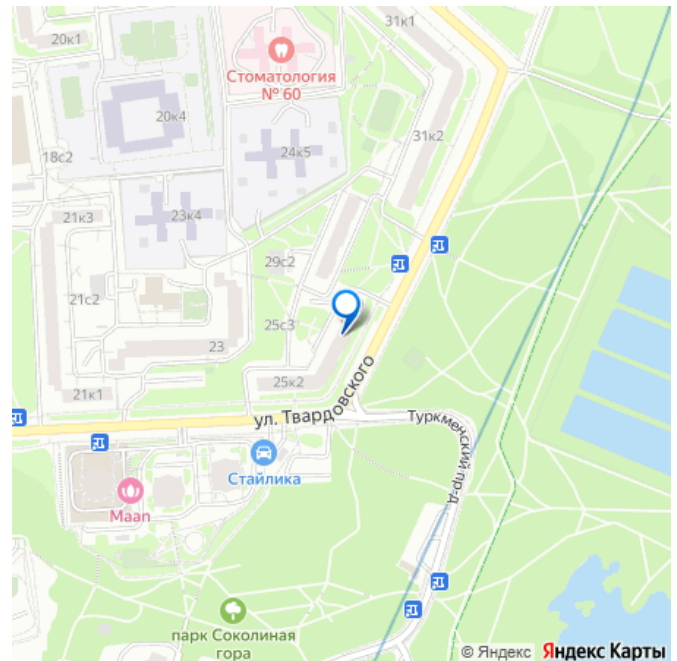 20к1
31к1
Стоматология
№ 60
20к4
31к2
24к5
18с2
21к3
23к4
29с2
21с2
25с3
23
25к2
21к1
ул. Твардовского
Туркменский пр-д
Стайлика
Maan
парк Соколиная
гора
© Яндекс Яндекс Карты